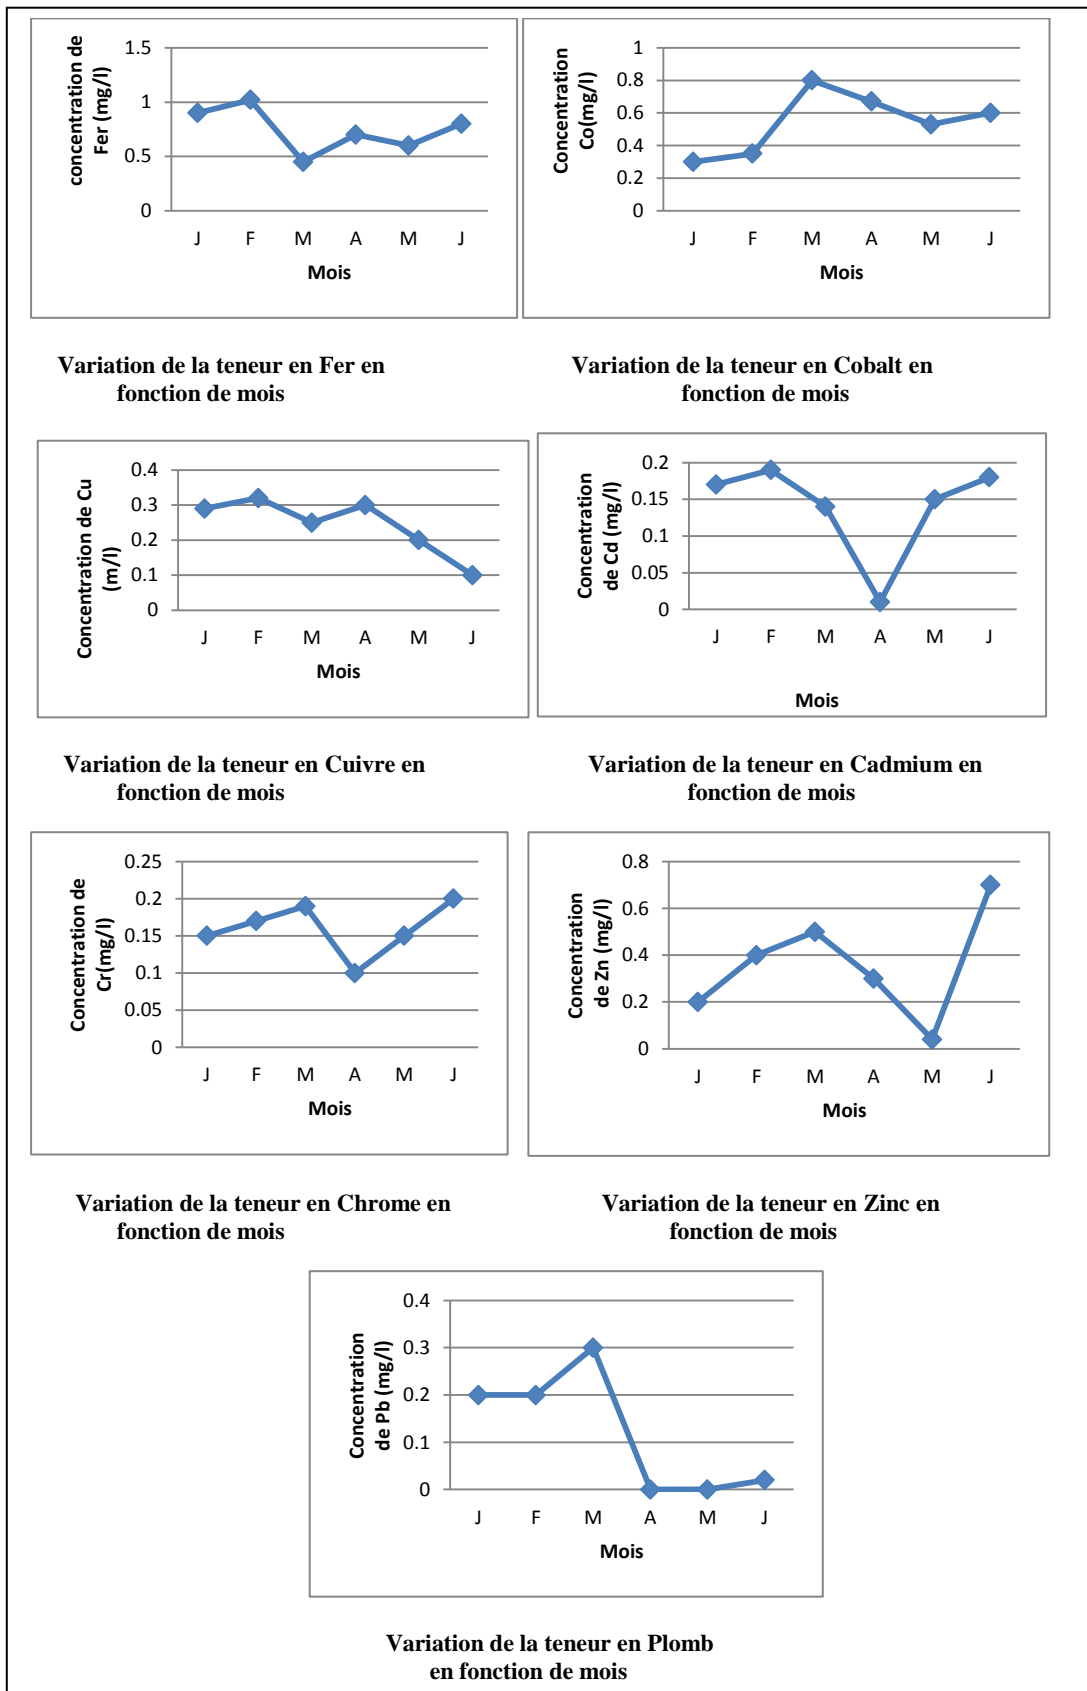 concentration de
Fer (mg/l)
1.5
1
0.5
0
J F M A M J
Mois
Concentration
Co(mg/l)
1
0.8
0.6
0.4
0.2
0
J F M A M J
Mois
Variation de la teneur en Fer en
fonction de mois
Variation de la teneur en Cobalt en
fonction de mois
Concentration de Cu
(m/l)
0.4
0.3
0.2
0.1
0
J F M A M J
Mois
Concentration
de Cd (mg/l)
0.2
0.15
0.1
0.05
0
J F M A M J
Mois
Variation de la teneur en Cuivre en
fonction de mois
Variation de la teneur en Cadmium en
fonction de mois
Concentration de
Cr(mg/l)
0.25
0.2
0.15
0.1
0.05
0
J F M A M J
Mois
Concentration
de Zn (mg/l)
0.8
0.6
0.4
0.2
0
J F M A M J
Mois
Variation de la teneur en Chrome en
fonction de mois
Variation de la teneur en Zinc en
fonction de mois
Concentration
de Pb (mg/l)
0.4
0.3
0.2
0.1
0
J F M A M J
Mois
Variation de la teneur en Plomb
en fonction de mois